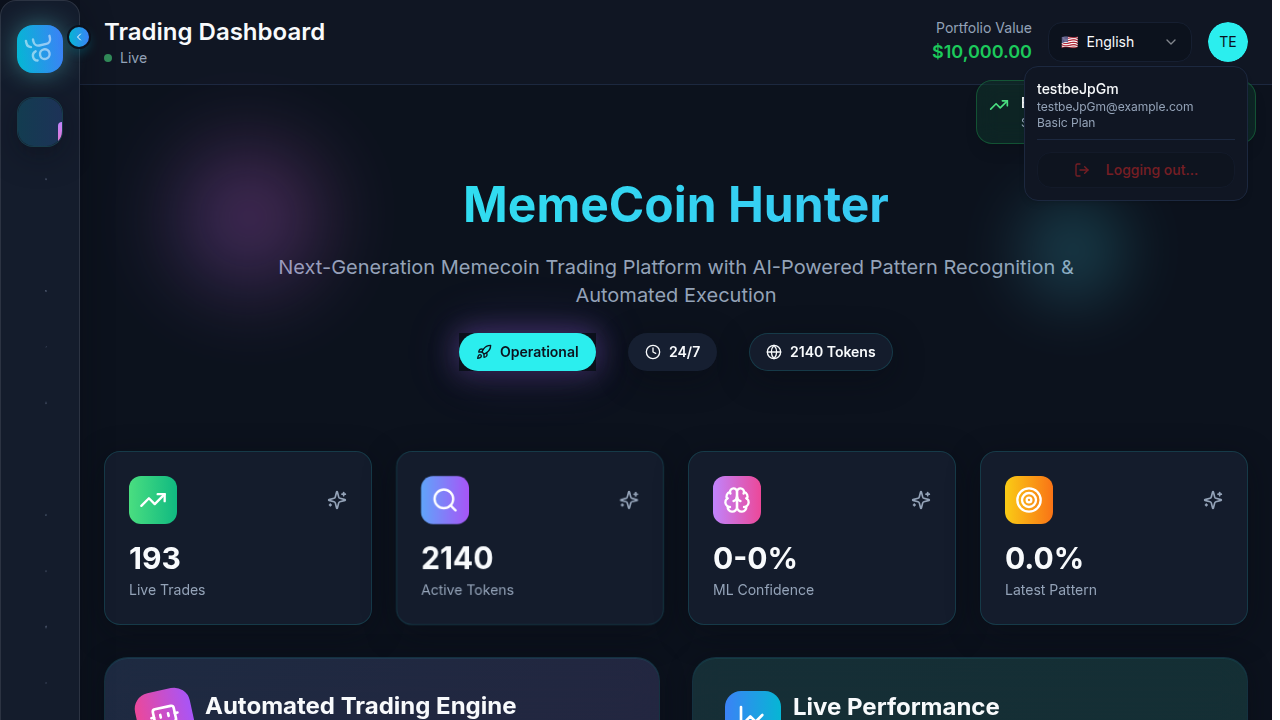 Trading Dashboard
Live
Portfolio Value
$10,000.00
English
TE
testbeJpGm
testbeJpGm@example.com
Basic Plan
Logging out...
MemeCoin Hunter
Next-Generation Memecoin Trading Platform with AI-Powered Pattern Recognition &
Automated Execution
Operational
24/7
2140 Tokens
193
Live Trades
2140
Active Tokens
0-0%
ML Confidence
0.0%
Latest Pattern
Automated Trading Engine
Live Performance